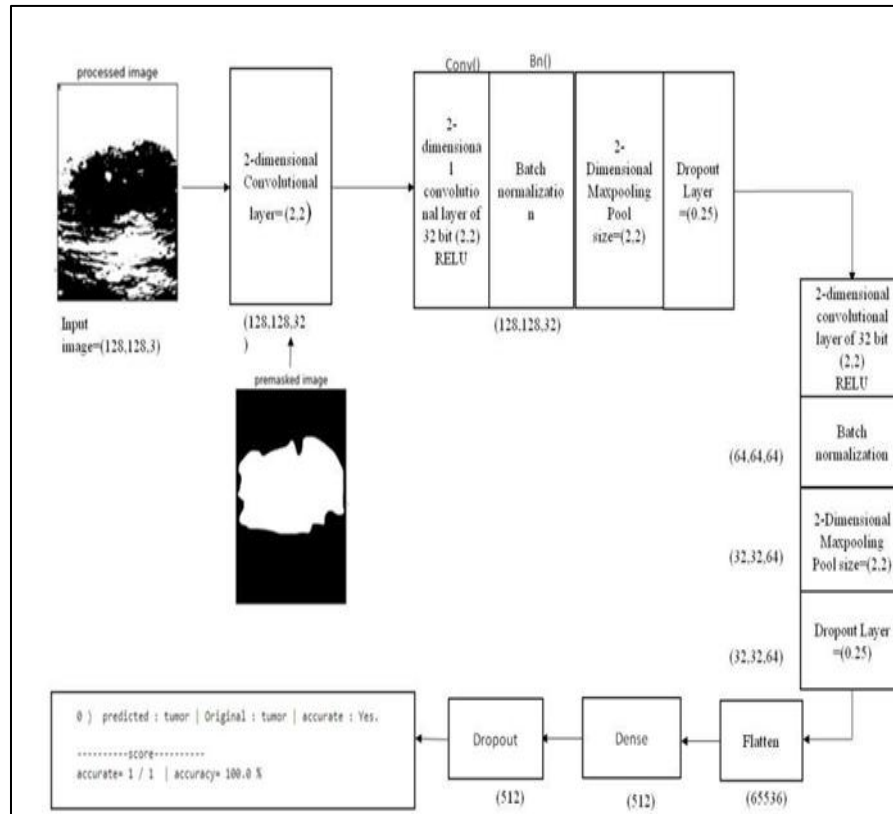 processed image
Input
image=(128,128,3)
2-dimensional
Convolutional
layer=(2,2)
(128,128,32
)
premasked image
Conv()
Bn()
2-
dimensiona
l
convolutio
nal layer of
32 bit (2,2)
RELU
Batch
normalizatio
n
2-
Dimensional
Maxpooling
Pool
size=(2,2)
Dropout
Layer
=(0.25)
(128,128,32)
2-dimensional
convolutional
layer of 32 bit
(2,2)
RELU
Batch
normalization
(64,64,64)
2-Dimensional
Maxpooling
Pool size=(2,2)
(32,32,64)
Dropout Layer
=(0.25)
(32,32,64)
Flatten
(65536)
Dense
(512)
Dropout
(512)
0 ) predicted : tumor | Original : tumor | accurate : Yes.
----------score----------
accurate= 1 / 1 | accuracy= 100.0 %